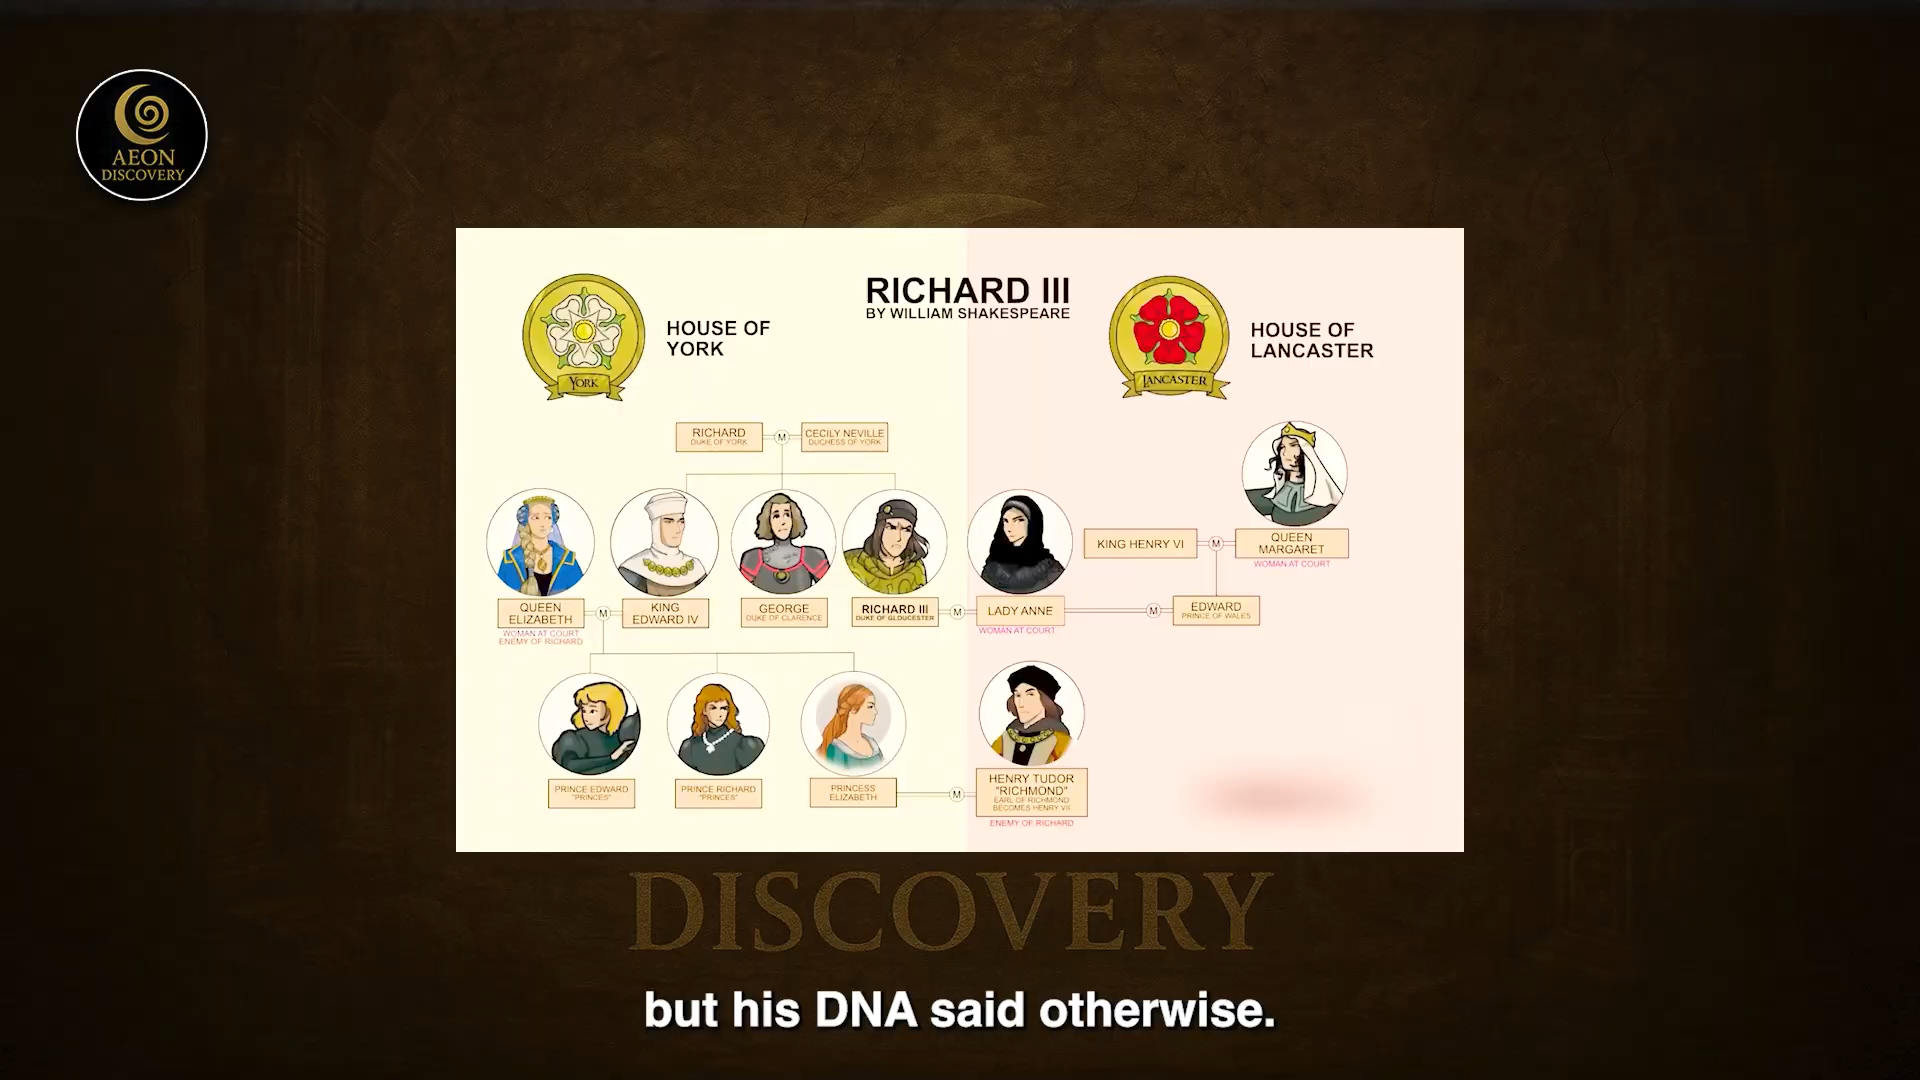 AEON
DISCOVERY
RICHARD III
BY WILLIAM SHAKESPEARE
HOUSE OF
YORK
YORK
HOUSE OF
LANCASTER
LANCASTER
RICHARD
DUKE OF YORK
M
CECILY NEVILLE
DUCHESS OF YORK
KING HENRY VI
M
QUEEN
MARGARET
WOMAN AT COURT
QUEEN
ELIZABETH
WOMAN AT COURT
ENEMY OF RICHARD
M
KING
EDWARD IV
GEORGE
DUKE OF CLARENCE
RICHARD III
DUKE OF GLOUCESTER
M
LADY ANNE
WOMAN AT COURT
M
EDWARD
PRINCE OF WALES
PRINCE EDWARD
"PRINCES"
PRINCE RICHARD
"PRINCES"
PRINCESS
ELIZABETH
M
HENRY TUDOR
"RICHMOND"
EARL OF RICHMOND
BECOMES HENRY VII
ENEMY OF RICHARD
DISCOVERY
but his DNA said otherwise.